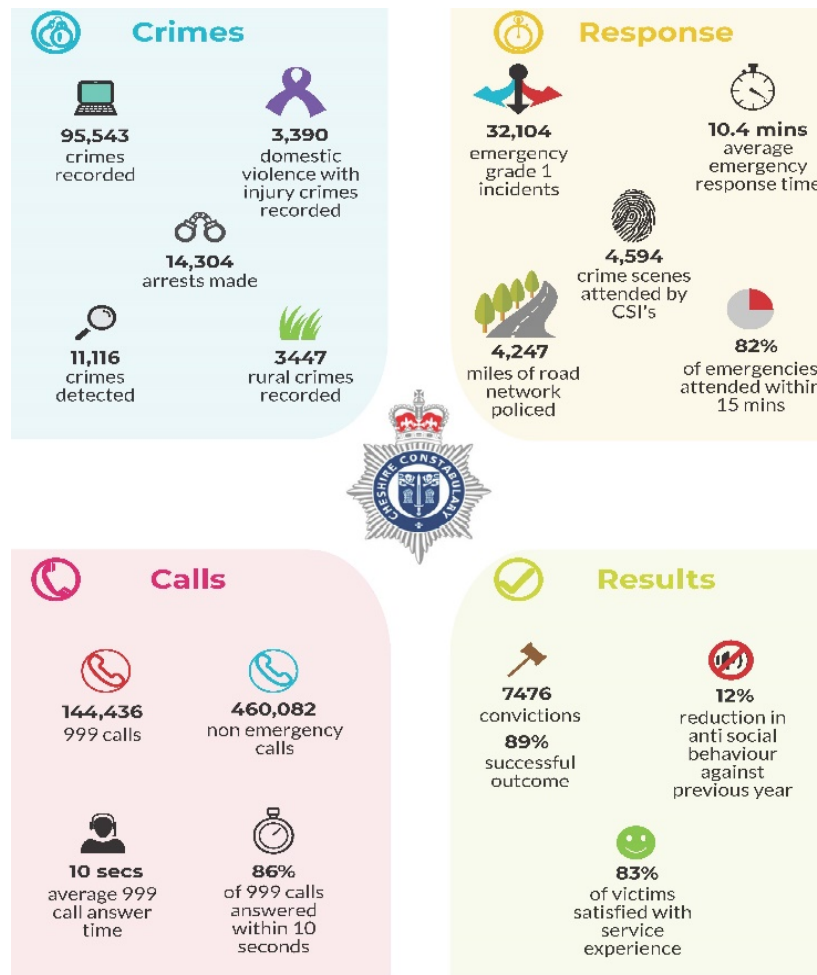 Crimes
95,543
crimes
recorded
3,390
domestic
violence with
injury crimes
recorded
14,304
arrests made
11,116
crimes
detected
3447
rural crimes
recorded
Response
32,104
emergency
grade 1
incidents
10.4 mins
average
emergency
response time
4,594
crime scenes
attended by
CSI's
4,247
miles of road
network
policed
82%
of emergencies
attended within
15 mins
CHESHIRE CONSTABULARY
Calls
144,436
999 calls
460,082
non emergency
calls
10 secs
average 999
call answer
time
86%
of 999 calls
answered
within 10
seconds
Results
7476
convictions
89%
successful
outcome
12%
reduction in
anti social
behaviour
against
previous year
83%
of victims
satisfied with
service
experience